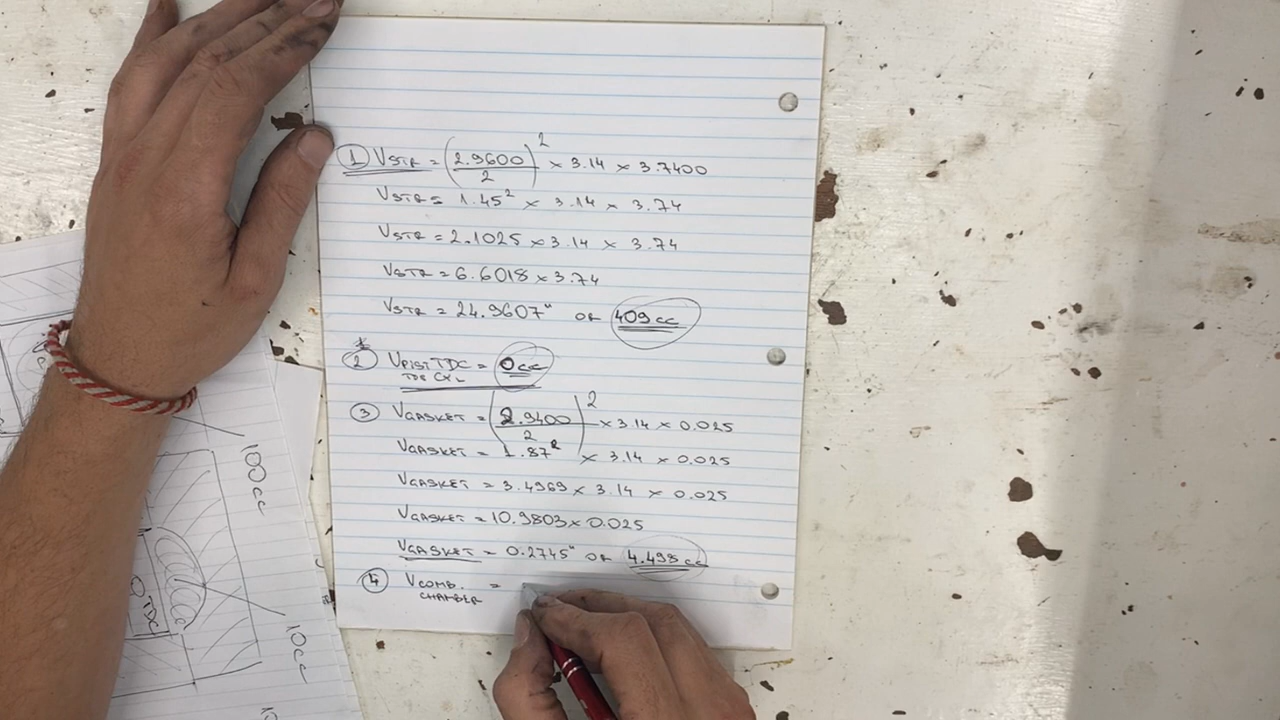 ① VSTR = (2.9600/2)² × 3.14 × 3.7400
VSTR = 1.45² × 3.14 × 3.74
VSTR = 2.1025 × 3.14 × 3.74
VSTR = 6.6018 × 3.74
VSTR = 24.9607" OR 409cc
② VPIST TDC = 0cc
③ VGASKET = (2.9400/2)² × 3.14 × 0.025
VGASKET = 1.87² × 3.14 × 0.025
VGASKET = 3.4969 × 3.14 × 0.025
VGASKET = 10.9803 × 0.025
VGASKET = 0.2745" OR 4.498cc
④ VCOMB. =
CHAMBER
100cc
TDC
10cc